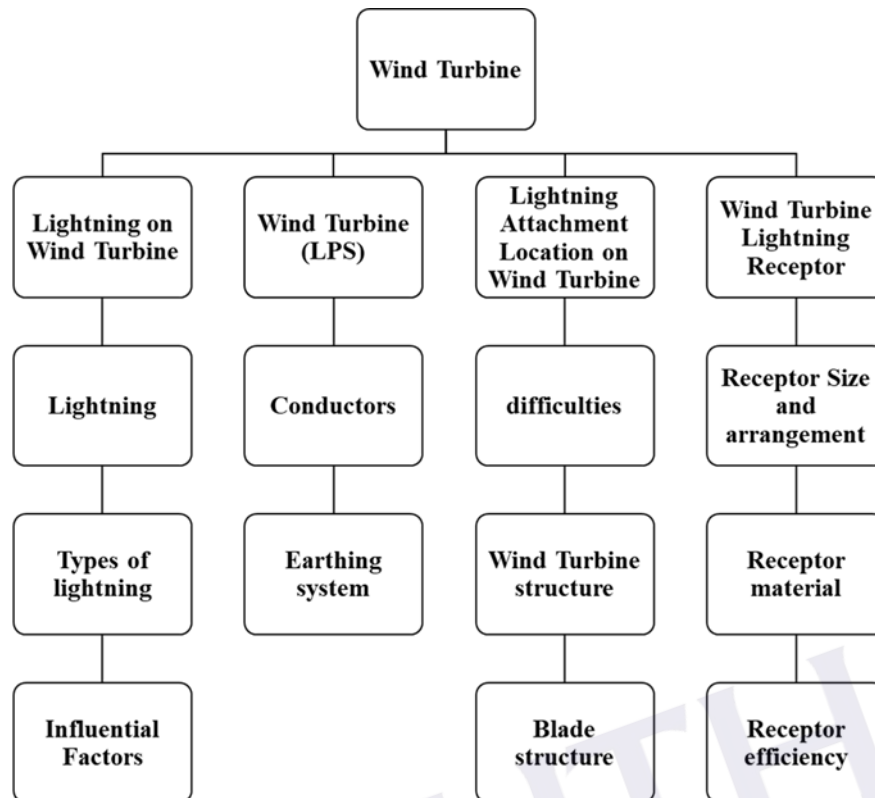 Wind Turbine
Lightning on
Wind Turbine
Wind Turbine
(LPS)
Lightning
Attachment
Location on
Wind Turbine
Wind Turbine
Lightning
Receptor
Lightning
Conductors
difficulties
Receptor Size
and
arrangement
Types of
lightning
Earthing
system
Wind Turbine
structure
Receptor
material
Influential
Factors
Blade
structure
Receptor
efficiency